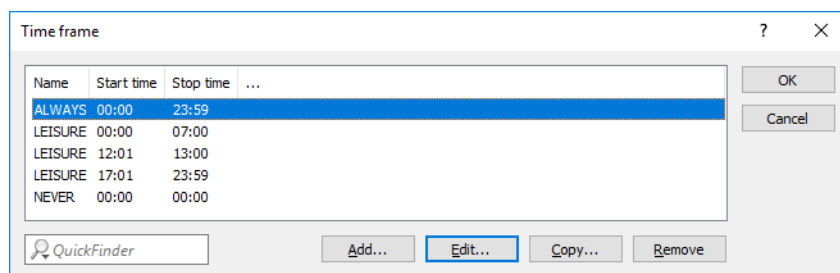 Time frame ?
Name Start time Stop time ... OK
ALWAYS 00:00 23:59
Cancel
LEISURE 00:00 07:00
LEISURE 12:01 13:00
LEISURE 17:01 23:59
NEVER 00:00 00:00
QuickFinder Add... Edit... Copy... Remove